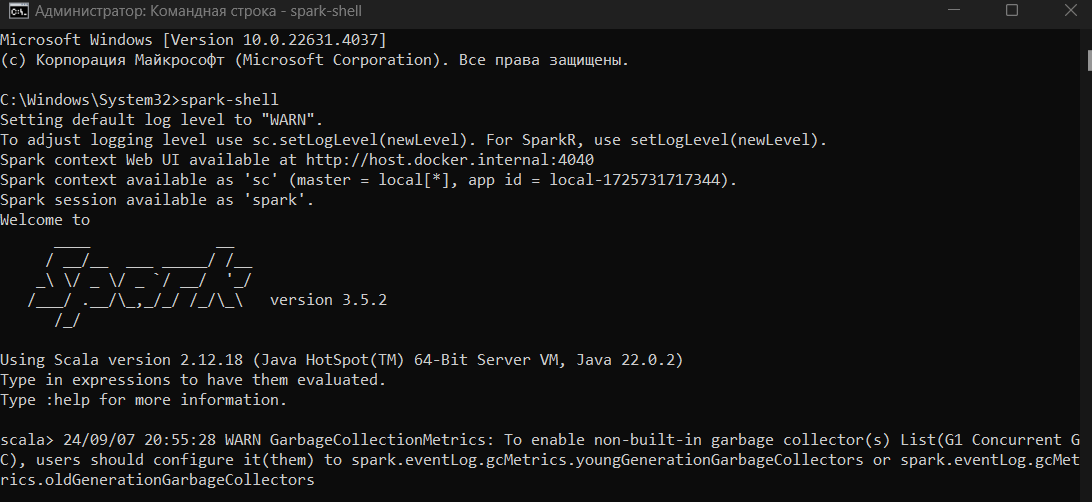 Администратор: Командная строка - spark-shell
Microsoft Windows [Version 10.0.22631.4037]
(c) Корпорация Майкрософт (Microsoft Corporation). Все права защищены.
C:\Windows\System32>spark-shell
Setting default log level to "WARN".
To adjust logging level use sc.setLogLevel(newLevel). For SparkR, use setLogLevel(newLevel).
Spark context Web UI available at http://host.docker.internal:4040
Spark context available as 'sc' (master = local[*], app id = local-1725731717344).
Spark session available as 'spark'.
Welcome to
      ____              __
     / __/__  ___ _____/ /__
    _\ \/ _ \/ _ `/ __/  '_/
   /___/ .__/\_,_/_/ /_/\_\   version 3.5.2
      /_/
Using Scala version 2.12.18 (Java HotSpot(TM) 64-Bit Server VM, Java 22.0.2)
Type in expressions to have them evaluated.
Type :help for more information.
scala> 24/09/07 20:55:28 WARN GarbageCollectionMetrics: To enable non-built-in garbage collector(s) List(G1 Concurrent G
C), users should configure it(them) to spark.eventLog.gcMetrics.youngGenerationGarbageCollectors or spark.eventLog.gcMet
rics.oldGenerationGarbageCollectors